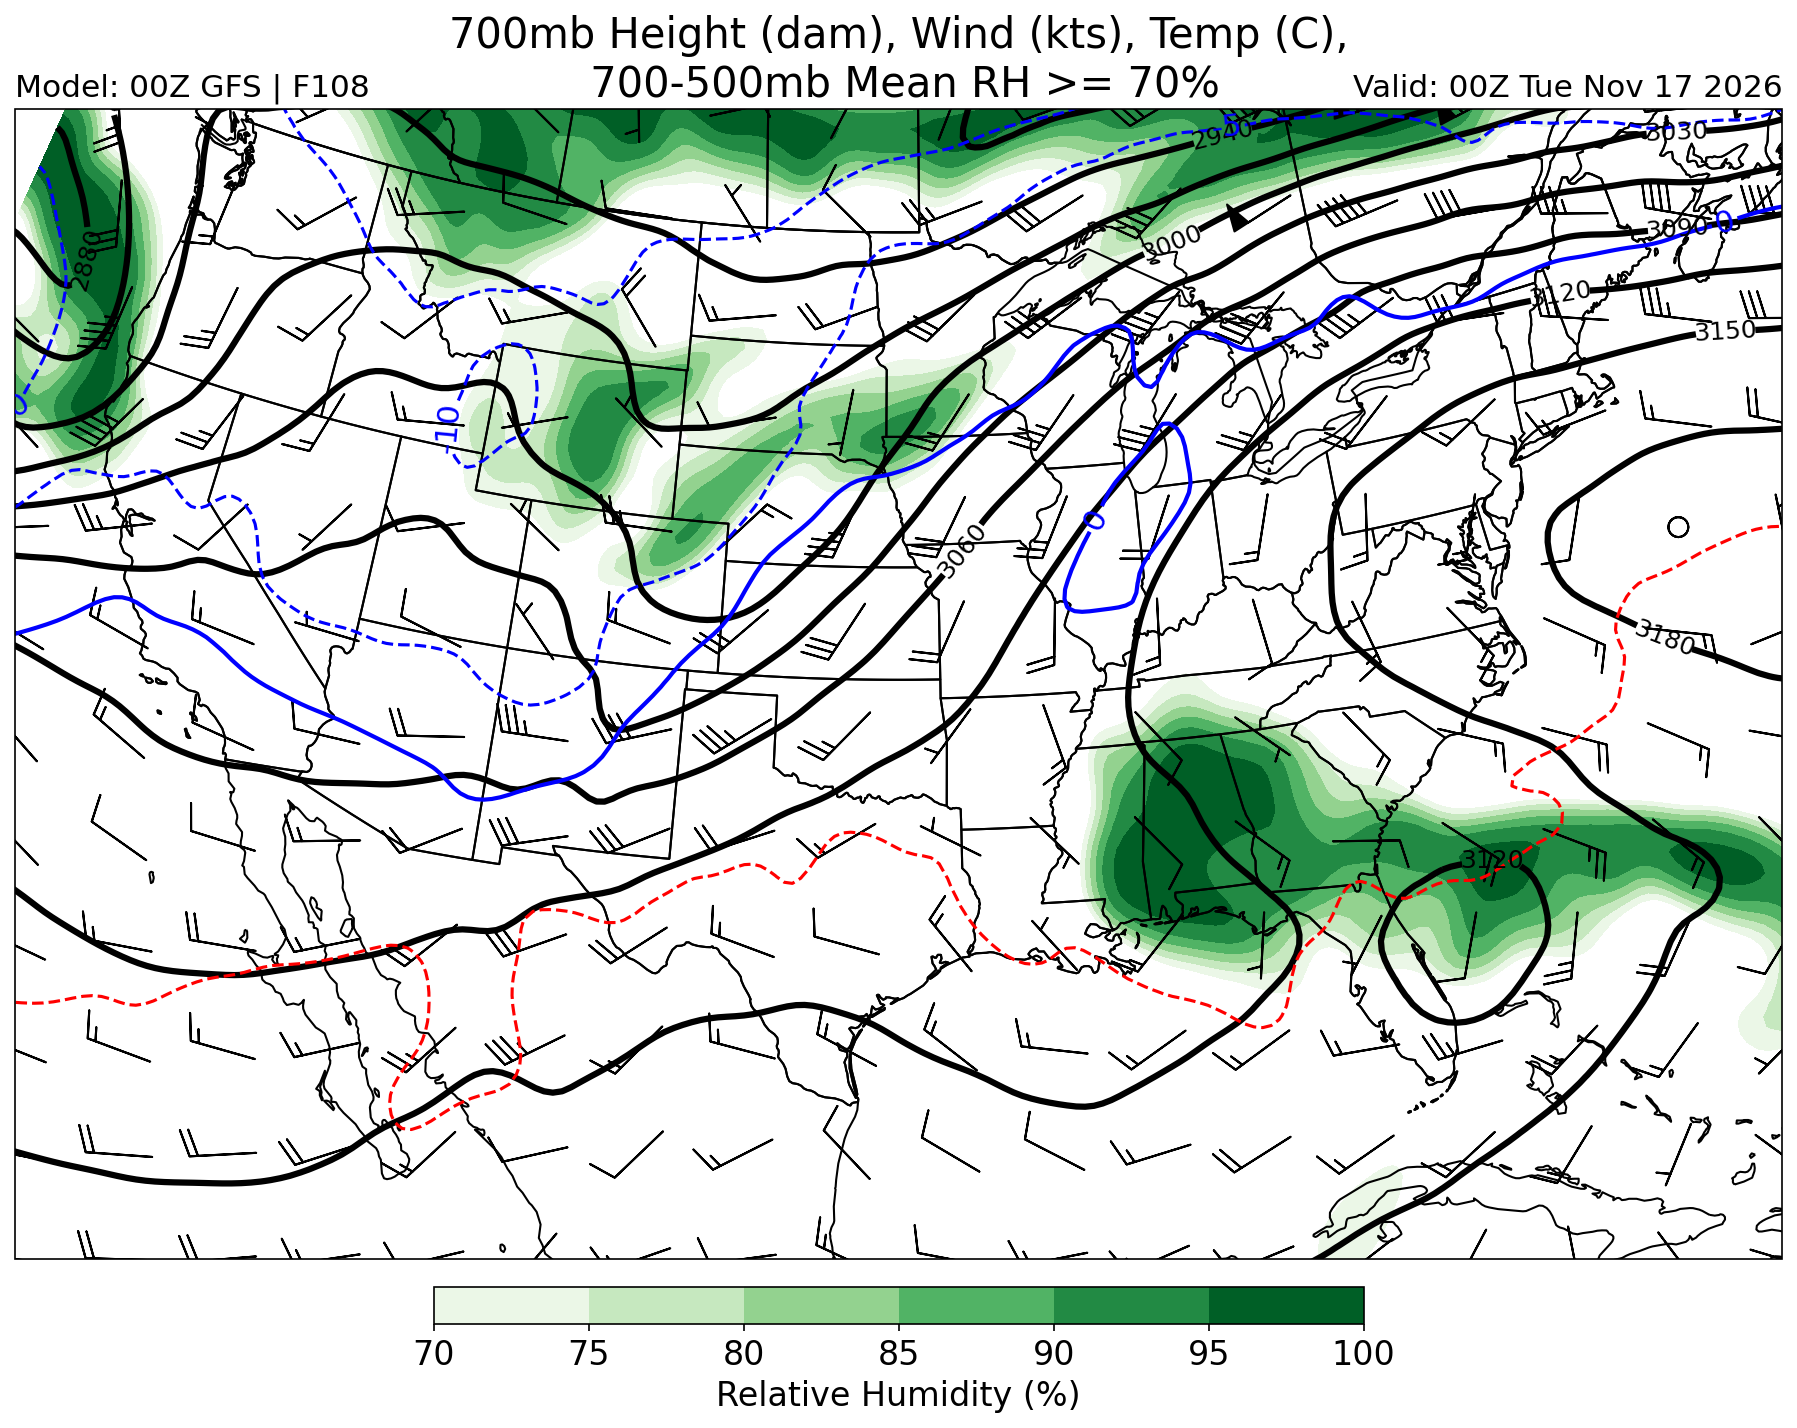 700mb Height (dam), Wind (kts), Temp (C),
700-500mb Mean RH >= 70%
Model: 00Z GFS | F108
Valid: 00Z Tue Nov 17 2026
2940
3030
2880
3000
3090
0
3120
3150
0
-10
0
3060
3180
3120
70 75 80 85 90 95 100
Relative Humidity (%)